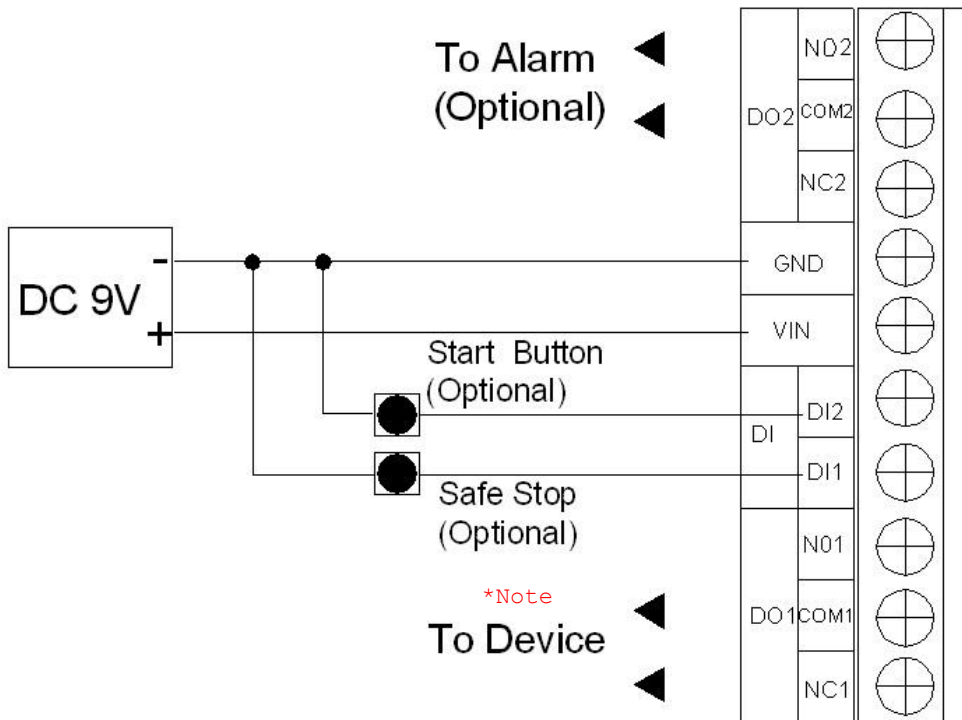 To Alarm
(Optional)
NO2
DO2
COM2
NC2
DC 9V
-
+
GND
VIN
Start Button
(Optional)
DI2
DI
DI1
Safe Stop
(Optional)
NO1
*Note
To Device
DO1
COM1
NC1